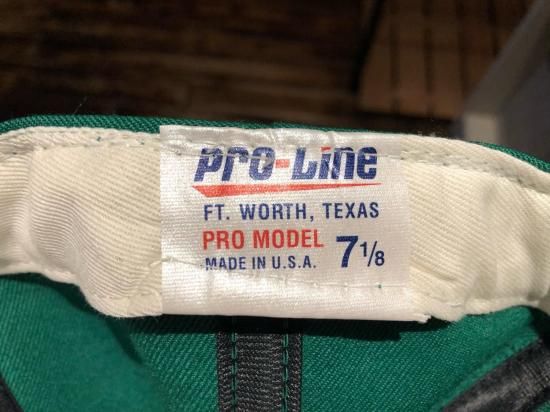 Pro-Line
FT. WORTH, TEXAS
PRO MODEL
MADE IN U.S.A.
7 1/8